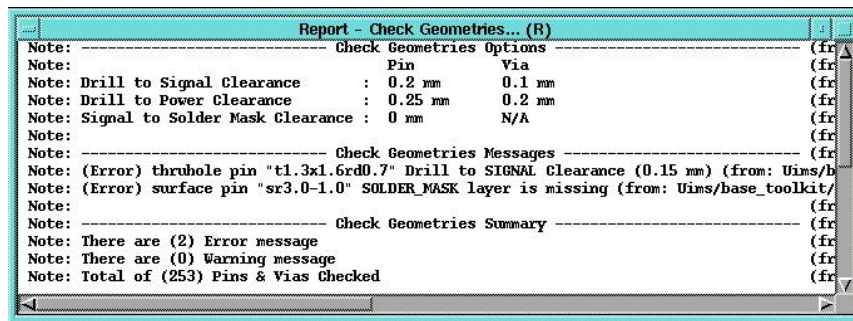 Report - Check Geometries... (R)
Note: ---------------------------- Check Geometries Options ---------------------------- (fr
Note: Pin Via (fr
Note: Drill to Signal Clearance : 0.2 mm 0.1 mm (fr
Note: Drill to Power Clearance : 0.25 mm 0.2 mm (fr
Note: Signal to Solder Mask Clearance : 0 mm N/A (fr
Note: (fr
Note: ---------------------------- Check Geometries Messages --------------------------- (fr
Note: (Error) thruhole pin "t1.3x1.6rd0.7" Drill to SIGNAL Clearance (0.15 mm) (from: Uims/b
Note: (Error) surface pin "sr3.0-1.0" SOLDER_MASK layer is missing (from: Uims/base_toolkit/
Note: (fr
Note: ---------------------------- Check Geometries Summary ---------------------------- (fr
Note: There are (2) Error message (fr
Note: There are (0) Warning message (fr
Note: Total of (253) Pins & Vias Checked (fr